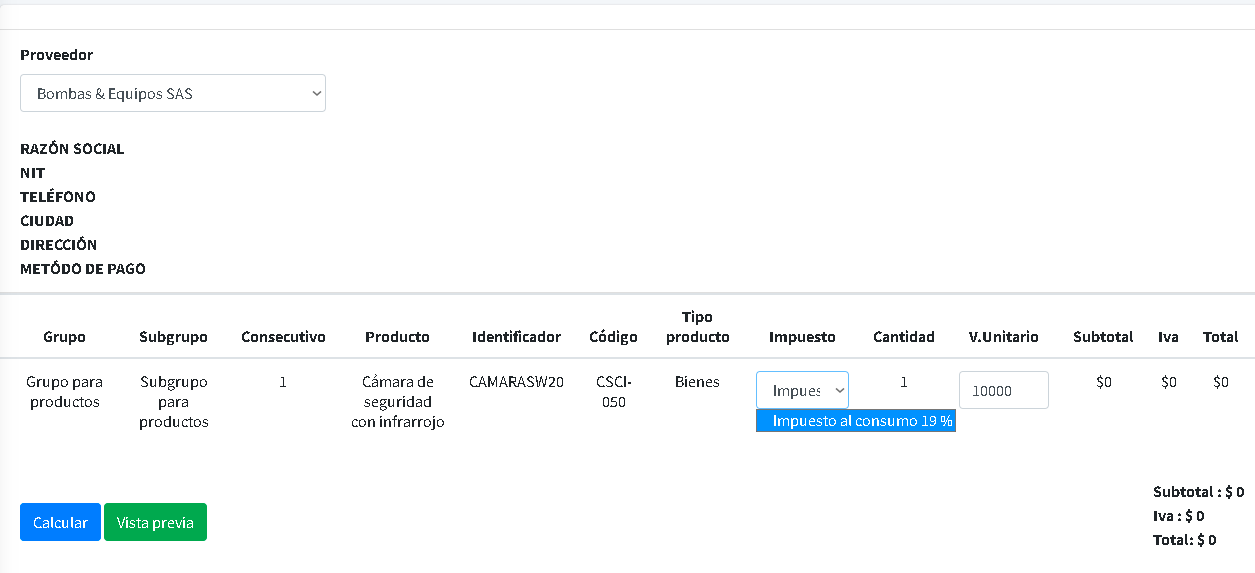 Proveedor
Bombas & Equipos SAS
RAZÓN SOCIAL
NIT
TELÉFONO
CIUDAD
DIRECCIÓN
METÓDO DE PAGO
Grupo Subgrupo Consecutivo Producto Identificador Código Tipo producto Impuesto Cantidad V.Unitario Subtotal Iva Total
Grupo para productos Subgrupo para productos 1 Cámara de seguridad con infrarrojo CAMARASW20 CSCI-050 Bienes Impues 1 10000 $0 $0 $0
Impuesto al consumo 19 %
Subtotal : $ 0
Calcular Vista previa
Iva : $ 0
Total: $ 0